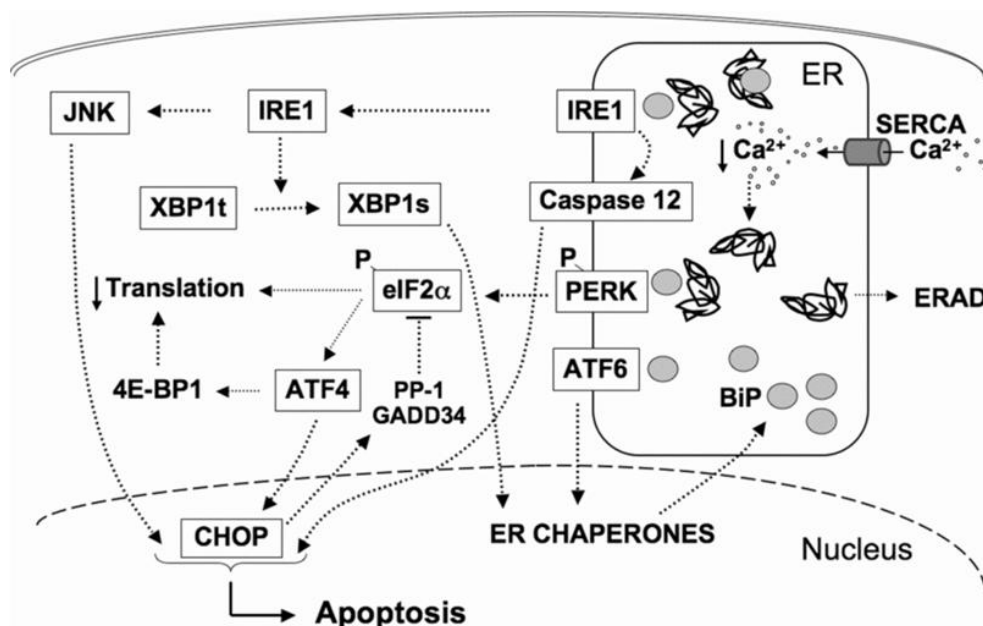 ER
JNK
IRE1
IRE1
SERCA
Ca²⁺
Ca²⁺
XBP1t
XBP1s
Caspase 12
P
P
Translation
eIF2α
PERK
ERAD
4E-BP1
ATF4
PP-1
GADD34
ATF6
BiP
CHOP
ER CHAPERONES
Nucleus
Apoptosis